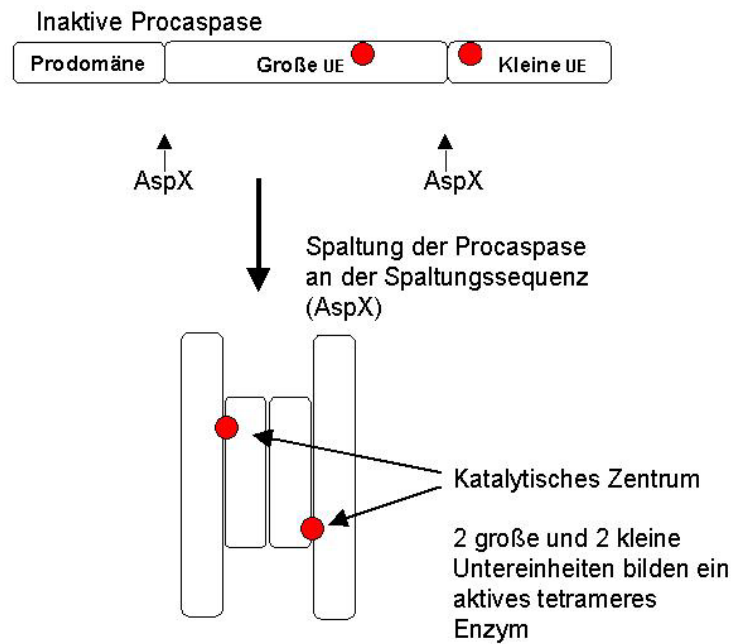 Inaktive Procaspase
Prodomäne
Große UE
Kleine UE
AspX
AspX
Spaltung der Procaspase
an der Spaltungssequenz
(AspX)
Katalytisches Zentrum
2 große und 2 kleine
Untereinheiten bilden ein
aktives tetrameres
Enzym